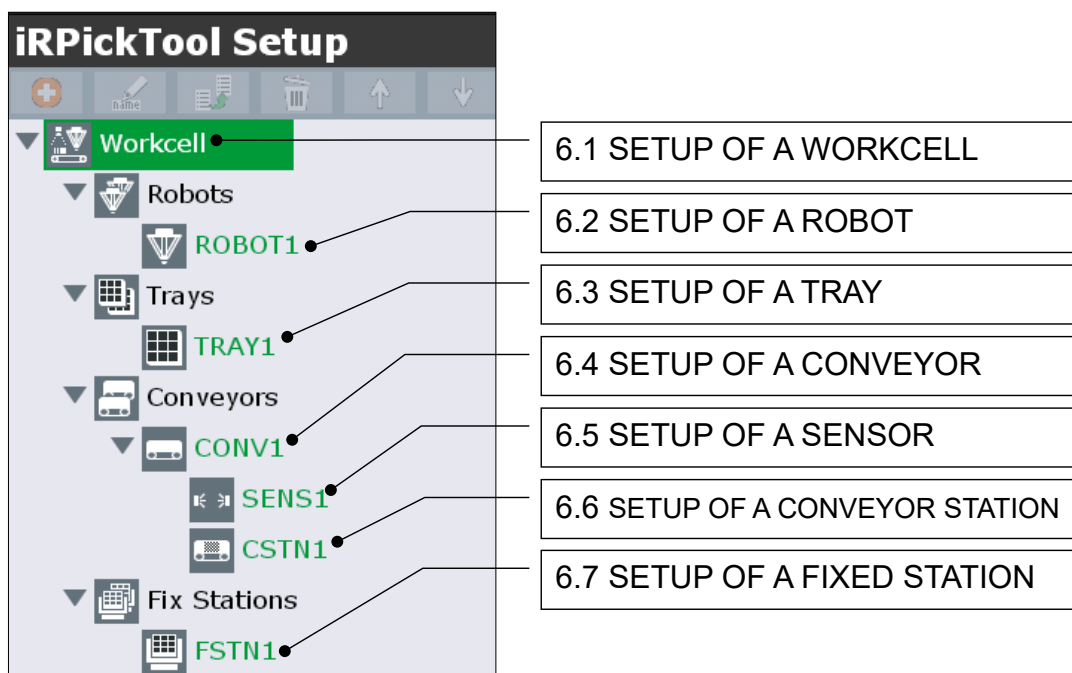 iRPickTool Setup
name
Workcell
6.1 SETUP OF A WORKCELL
Robots
ROBOT1
6.2 SETUP OF A ROBOT
Trays
TRAY1
6.3 SETUP OF A TRAY
Conveyors
CONV1
6.4 SETUP OF A CONVEYOR
SENS1
6.5 SETUP OF A SENSOR
CSTN1
6.6 SETUP OF A CONVEYOR STATION
Fix Stations
FSTN1
6.7 SETUP OF A FIXED STATION